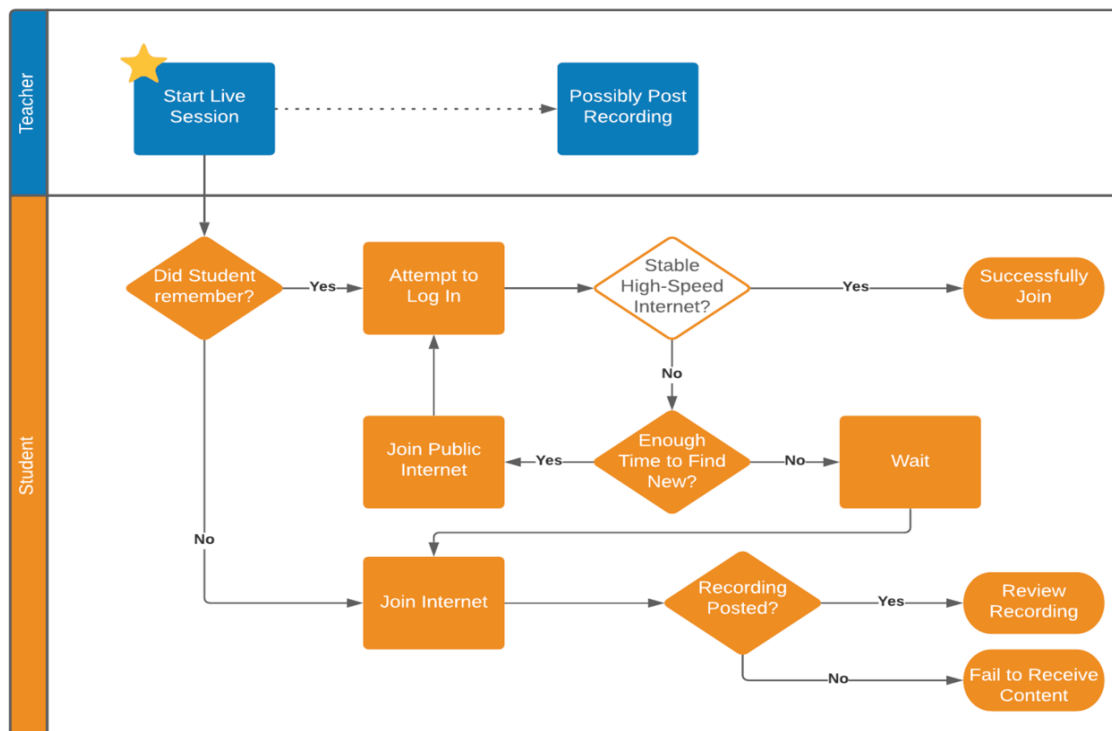 Teacher
Start Live
Session
Possibly Post
Recording
Student
Did Student
remember?
Yes
Attempt to
Log In
Stable
High-Speed
Internet?
Yes
Successfully
Join
No
Join Public
Internet
Yes
Enough
Time to Find
New?
No
Wait
No
Join Internet
Recording
Posted?
Yes
Review
Recording
No
Fail to Receive
Content